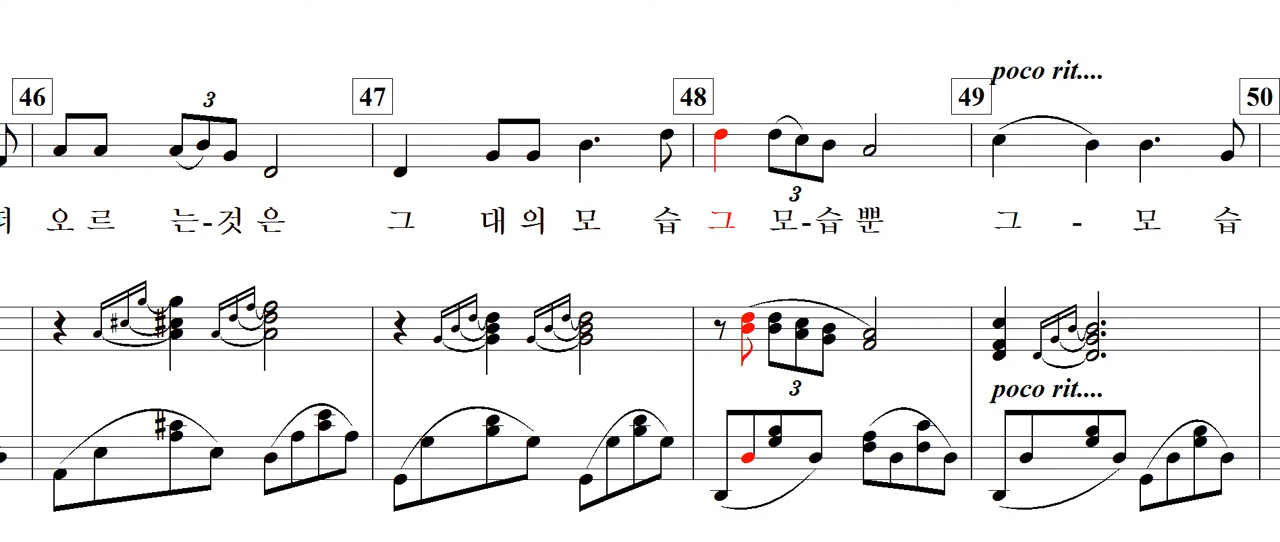 poco rit....
46 47 48 49 50
3
3
오 르 는-것 은 그 대의 모 습 그 모-습 뿐 그 - 모 습
3
poco rit....